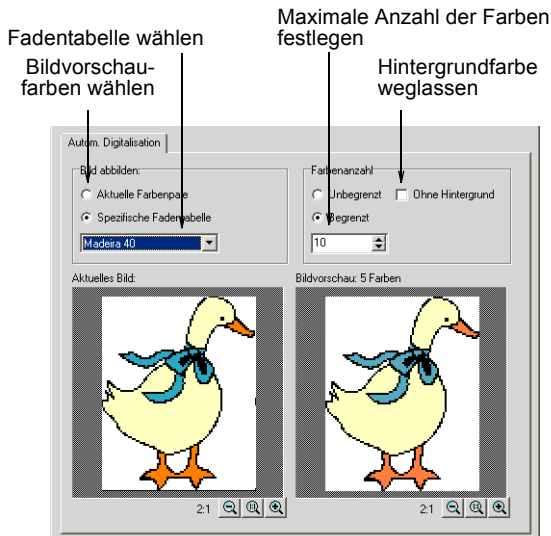 Maximale Anzahl der Farben
festlegen
Fadentabelle wählen
Bildvorschau-
farben wählen
Hintergrundfarbe
weglassen
Autom. Digitalisation
Bild abbilden:
Aktuelle Farbenpale
Spezifische Fadentabelle
Madeira 40
Farbenanzahl
Unbegrenzt
Ohne Hintergrund
Begrenzt
10
Aktuelles Bild:
Bildvorschau: 5 Farben
2:1
2:1